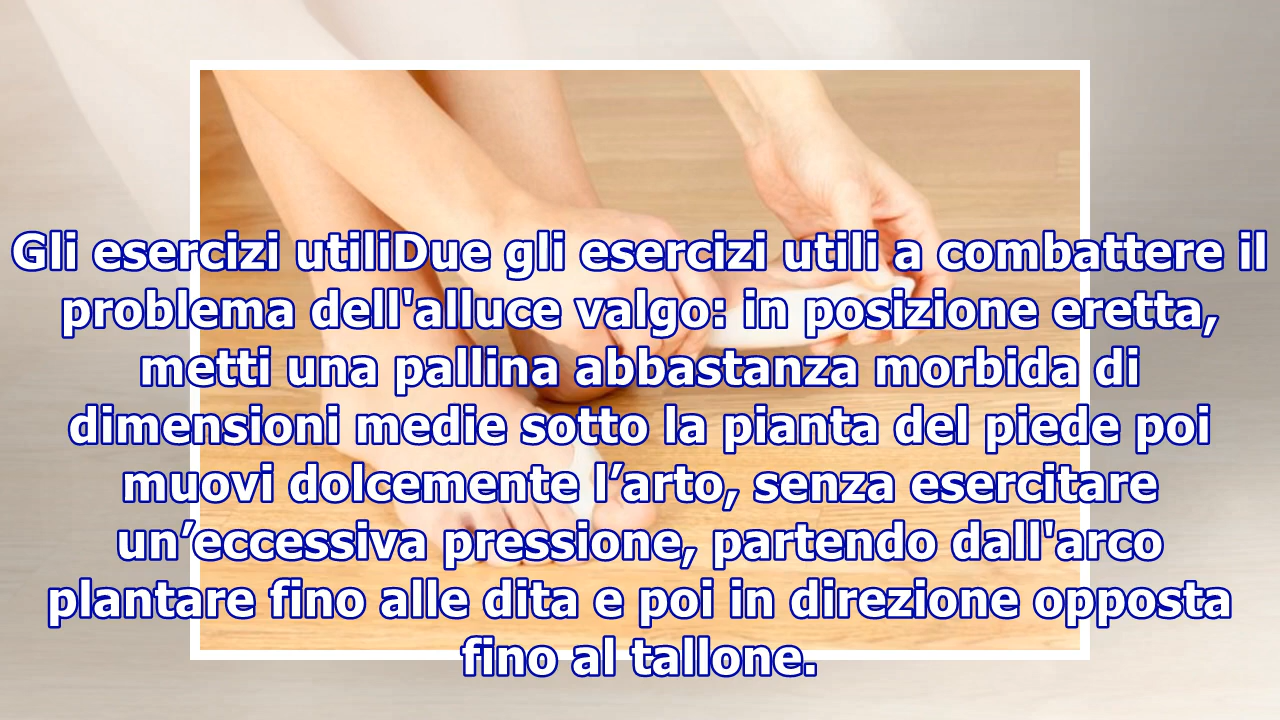 Gli esercizi utiliDue gli esercizi utili a combattere il
problema dell'alluce valgo: in posizione eretta,
metti una pallina abbastanza morbida di
dimensioni medie sotto la pianta del piede poi
muovi dolcemente l’arto, senza esercitare
un’eccessiva pressione, partendo dall'arco
plantare fino alle dita e poi in direzione opposta
fino al tallone.